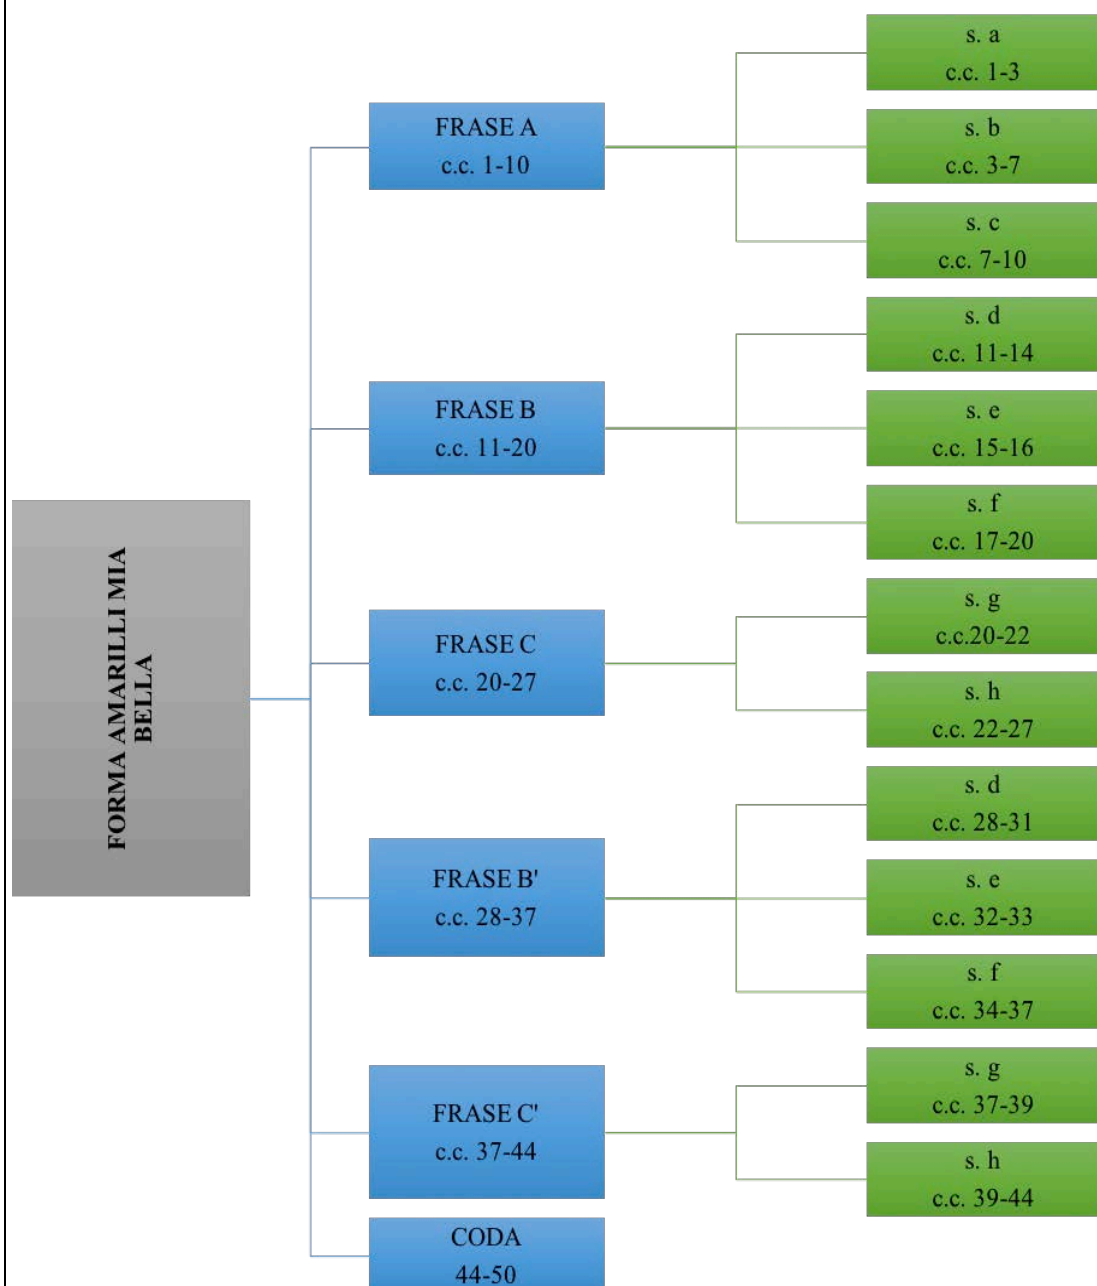 FORMA AMARILLI MIA
BELLA
FRASE A
c.c. 1-10
s. a
c.c. 1-3
s. b
c.c. 3-7
s. c
c.c. 7-10
FRASE B
c.c. 11-20
s. d
c.c. 11-14
s. e
c.c. 15-16
s. f
c.c. 17-20
FRASE C
c.c. 20-27
s. g
c.c.20-22
s. h
c.c. 22-27
FRASE B'
c.c. 28-37
s. d
c.c. 28-31
s. e
c.c. 32-33
s. f
c.c. 34-37
FRASE C'
c.c. 37-44
s. g
c.c. 37-39
s. h
c.c. 39-44
CODA
44-50